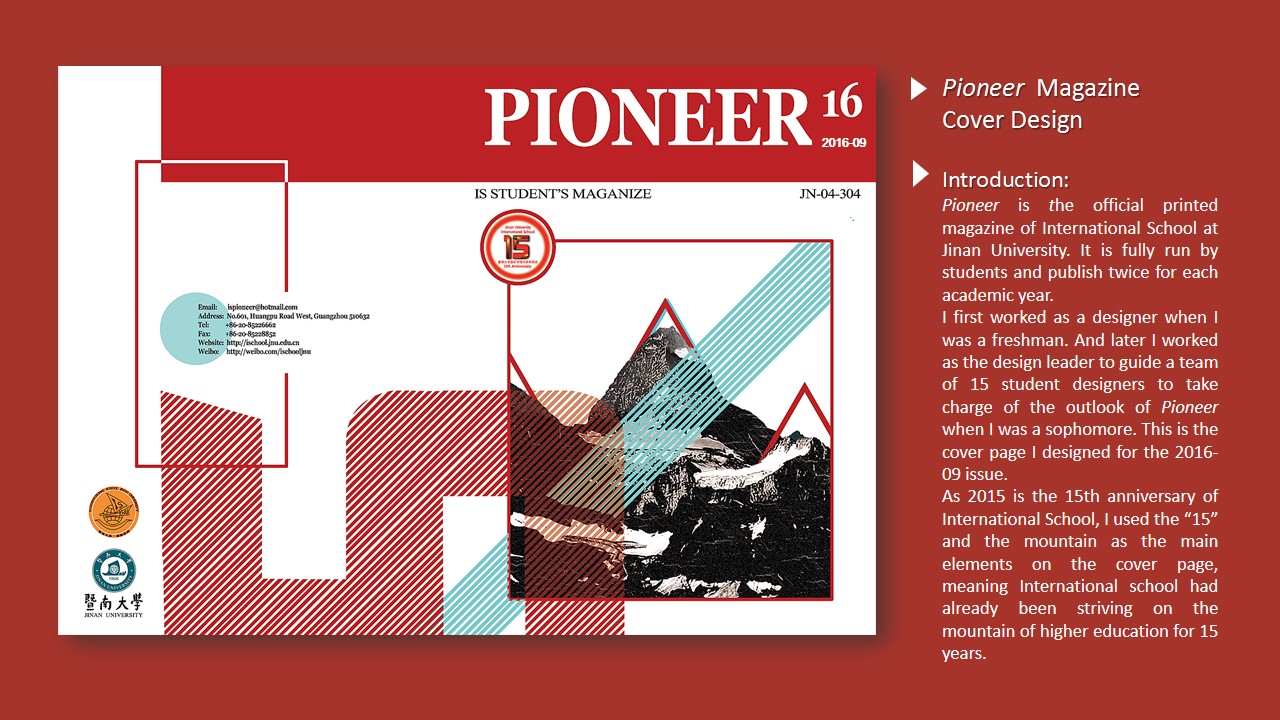 PIONEER 16
2016-09
IS STUDENT'S MAGANIZE JN-04-304
Jinan University
International School
15
15th Anniversary
Email: ispioneer@hotmail.com
Address: No.601, Huangpu Road West, Guangzhou 510632
Tel: +86-20-85226662
Fax: +86-20-85228852
Website: http://ischool.jnu.edu.cn
Weibo: http://weibo.com/ischooljnu
1906
暨南大學
JINAN UNIVERSITY
Pioneer Magazine
Cover Design
Introduction:
Pioneer is the official printed
magazine of International School at
Jinan University. It is fully run by
students and publish twice for each
academic year.
I first worked as a designer when I
was a freshman. And later I worked
as the design leader to guide a team
of 15 student designers to take
charge of the outlook of Pioneer
when I was a sophomore. This is the
cover page I designed for the 2016-
09 issue.
As 2015 is the 15th anniversary of
International School, I used the “15”
and the mountain as the main
elements on the cover page,
meaning International school had
already been striving on the
mountain of higher education for 15
years.